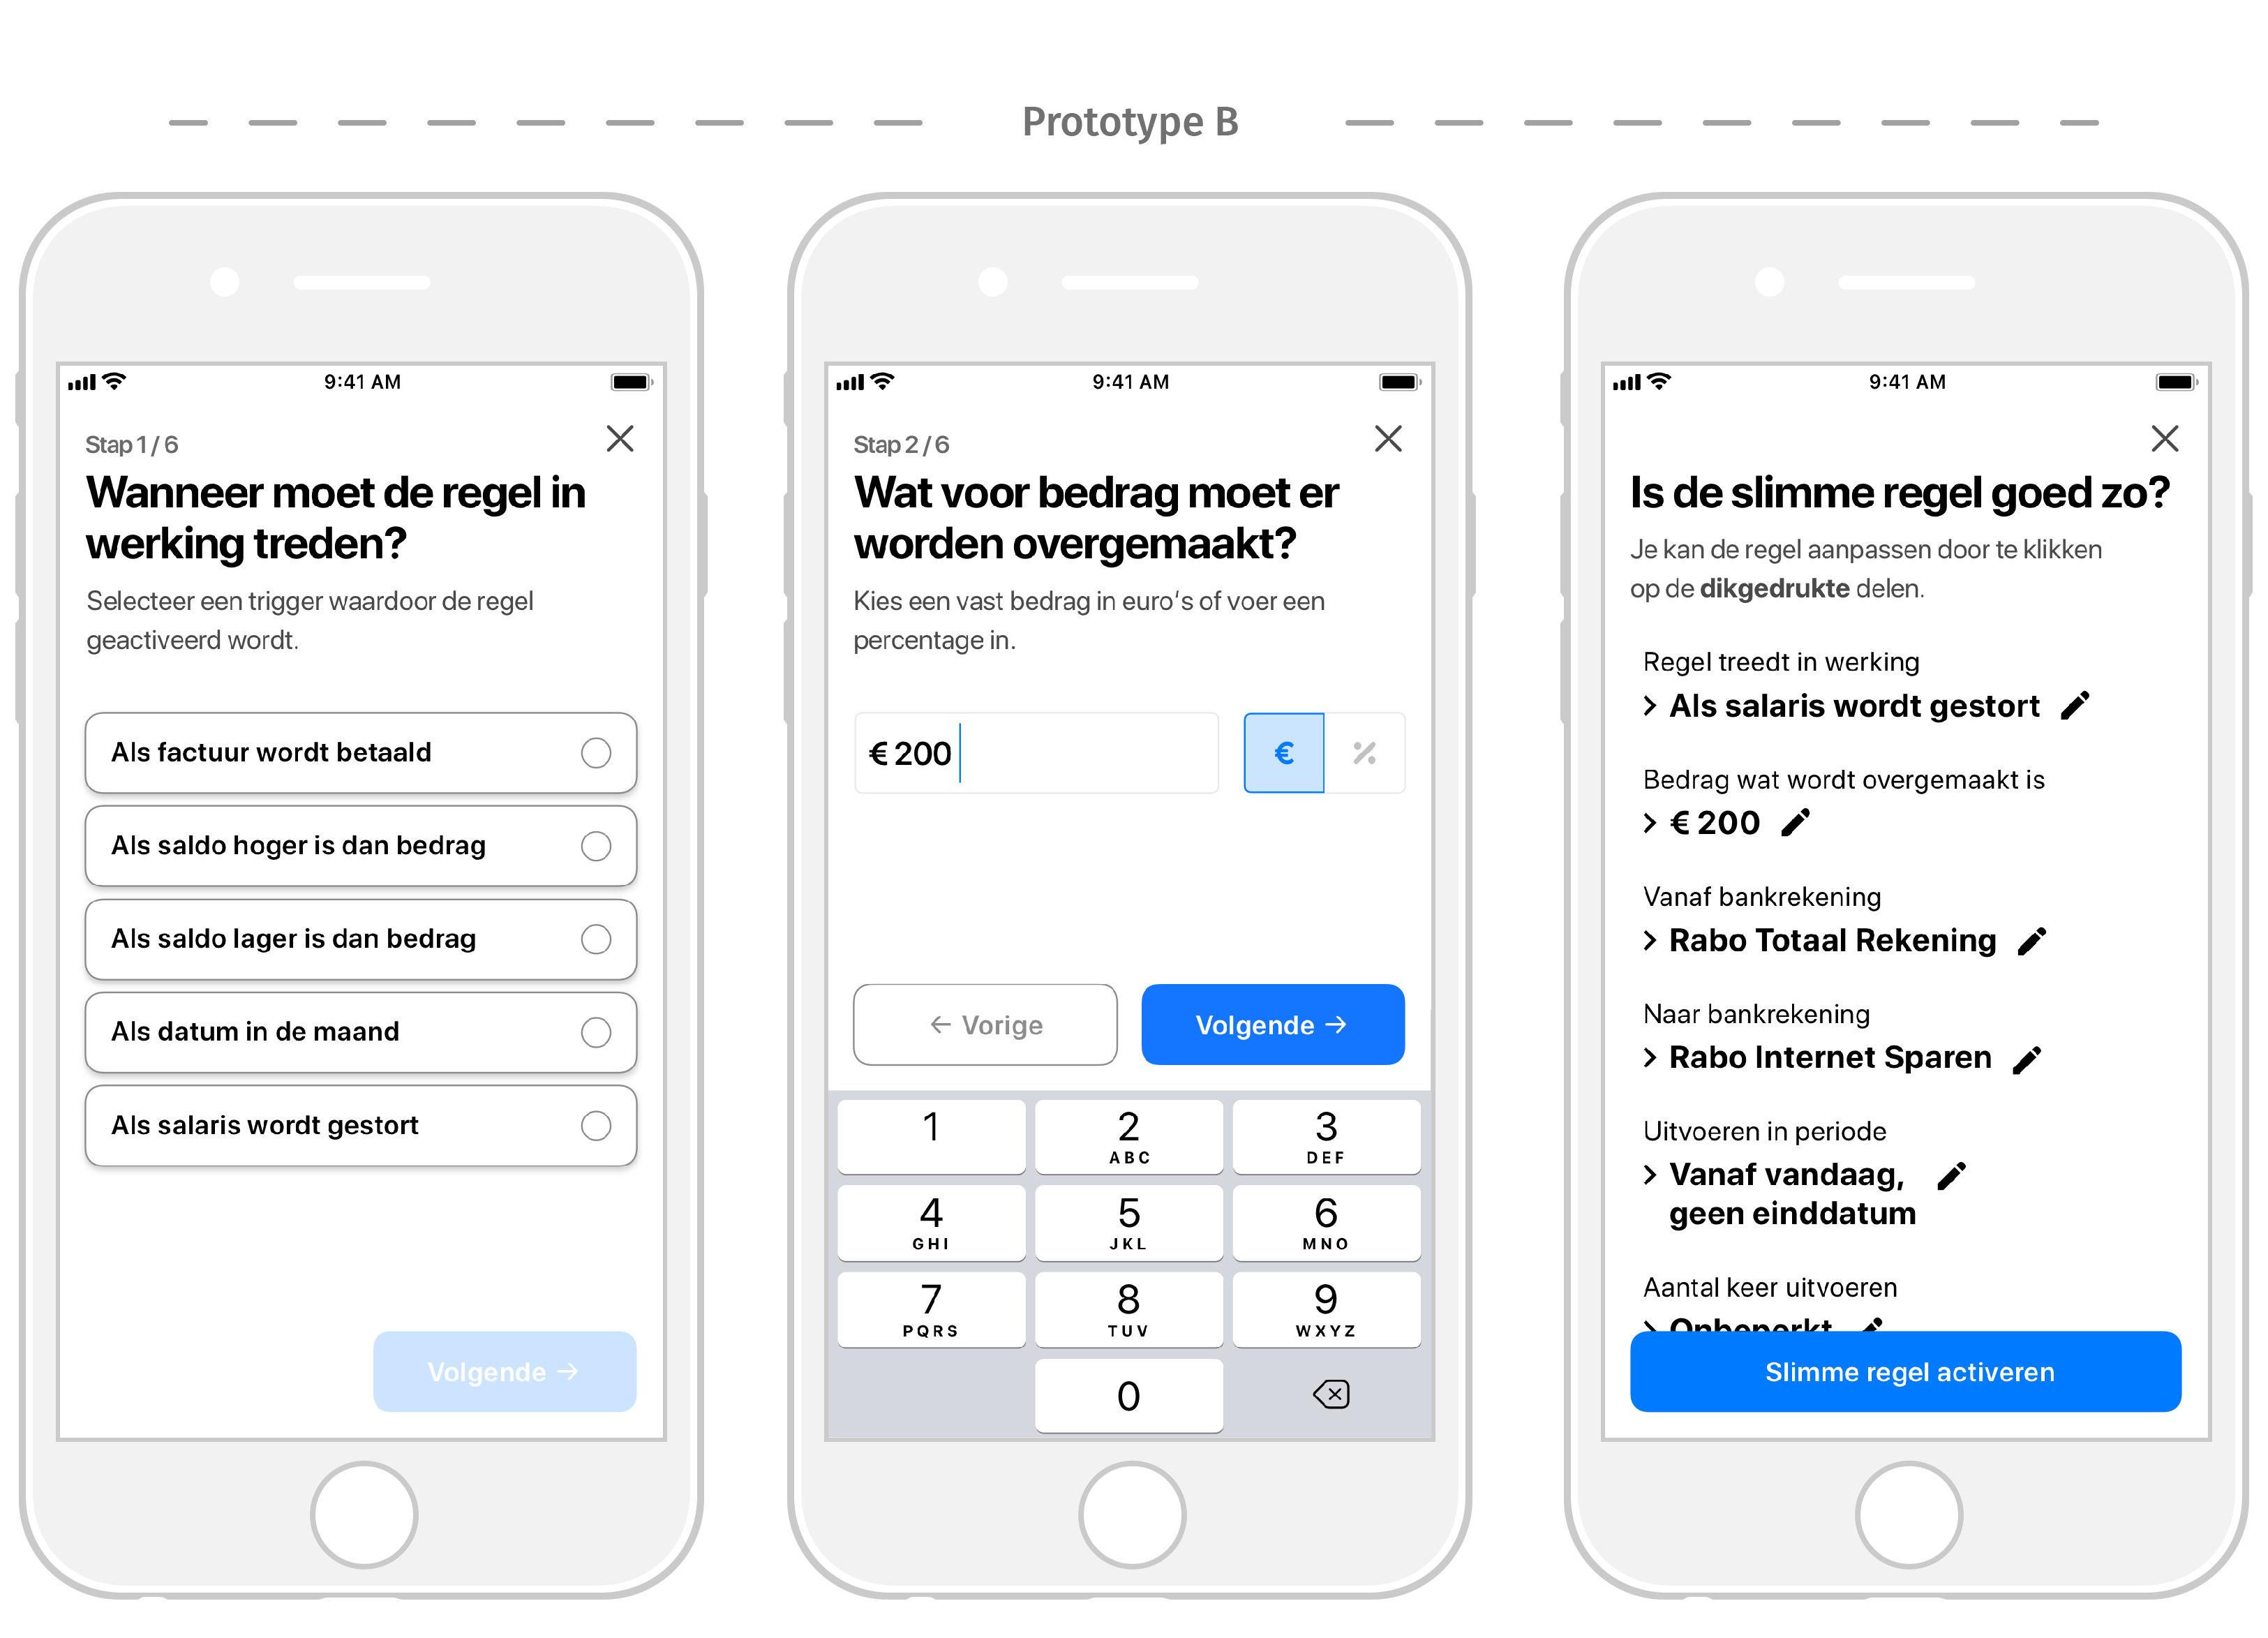 Prototype B
9:41 AM
Stap 1 / 6
Wanneer moet de regel in
werking treden?
Selecteer een trigger waardoor de regel
geactiveerd wordt.
Als factuur wordt betaald
Als saldo hoger is dan bedrag
Als saldo lager is dan bedrag
Als datum in de maand
Als salaris wordt gestort
Volgende →
9:41 AM
Stap 2 / 6
Wat voor bedrag moet er
worden overgemaakt?
Kies een vast bedrag in euro's of voer een
percentage in.
€ 200
€ %
← Vorige
Volgende →
1 2 3
ABC DEF
4 5 6
GHI JKL MNO
7 8 9
PQRS TUV WXYZ
0
9:41 AM
Is de slimme regel goed zo?
Je kan de regel aanpassen door te klikken
op de dikgedrukte delen.
Regel treedt in werking
> Als salaris wordt gestort
Bedrag wat wordt overgemaakt is
> € 200
Vanaf bankrekening
> Rabo Totaal Rekening
Naar bankrekening
> Rabo Internet Sparen
Uitvoeren in periode
> Vanaf vandaag,
geen einddatum
Aantal keer uitvoeren
> Onbeperkt
Slimme regel activeren